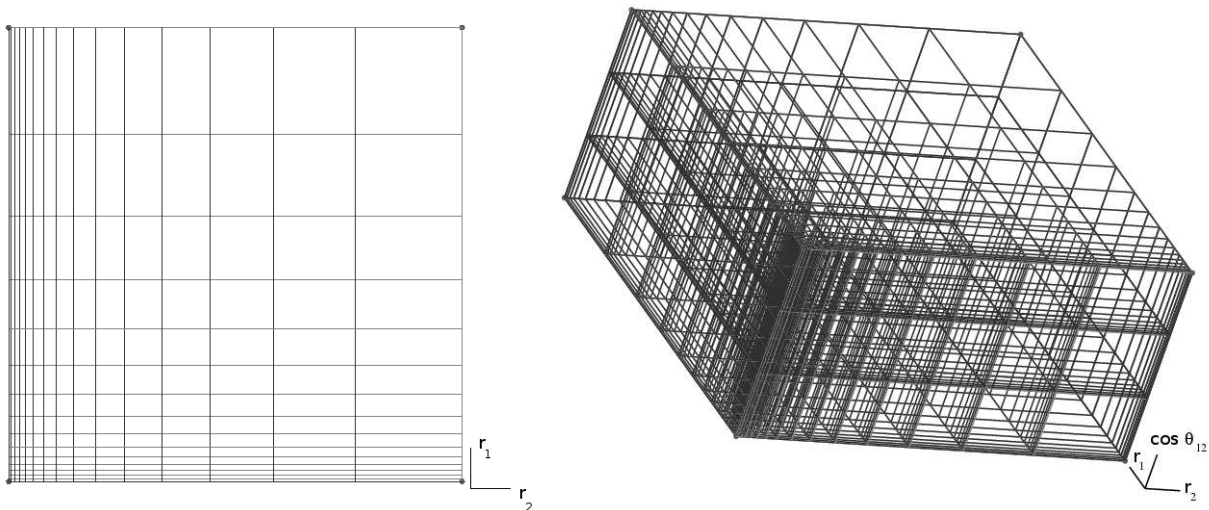 r₁
r₂
cos θ₁₂
r₁
r₂